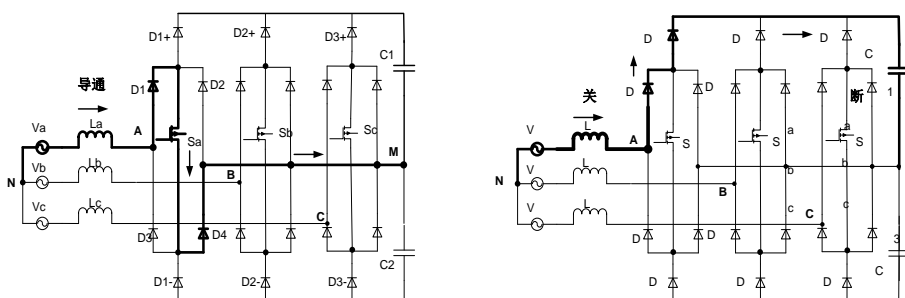 D1+
D2+
D3+
C1
导通
D1
D2
Va
La
A
Sa
Sb
Sc
M
Vb
Lb
N
B
Vc
Lc
C
D3
D4
C2
D1-
D2-
D3-
D
D
D
C
关
D
D
断
1
V
L
A
S
S
a
S
a
V
L
N
B
b
b
V
L
C
c
c
D
D
3
C
D
D
D